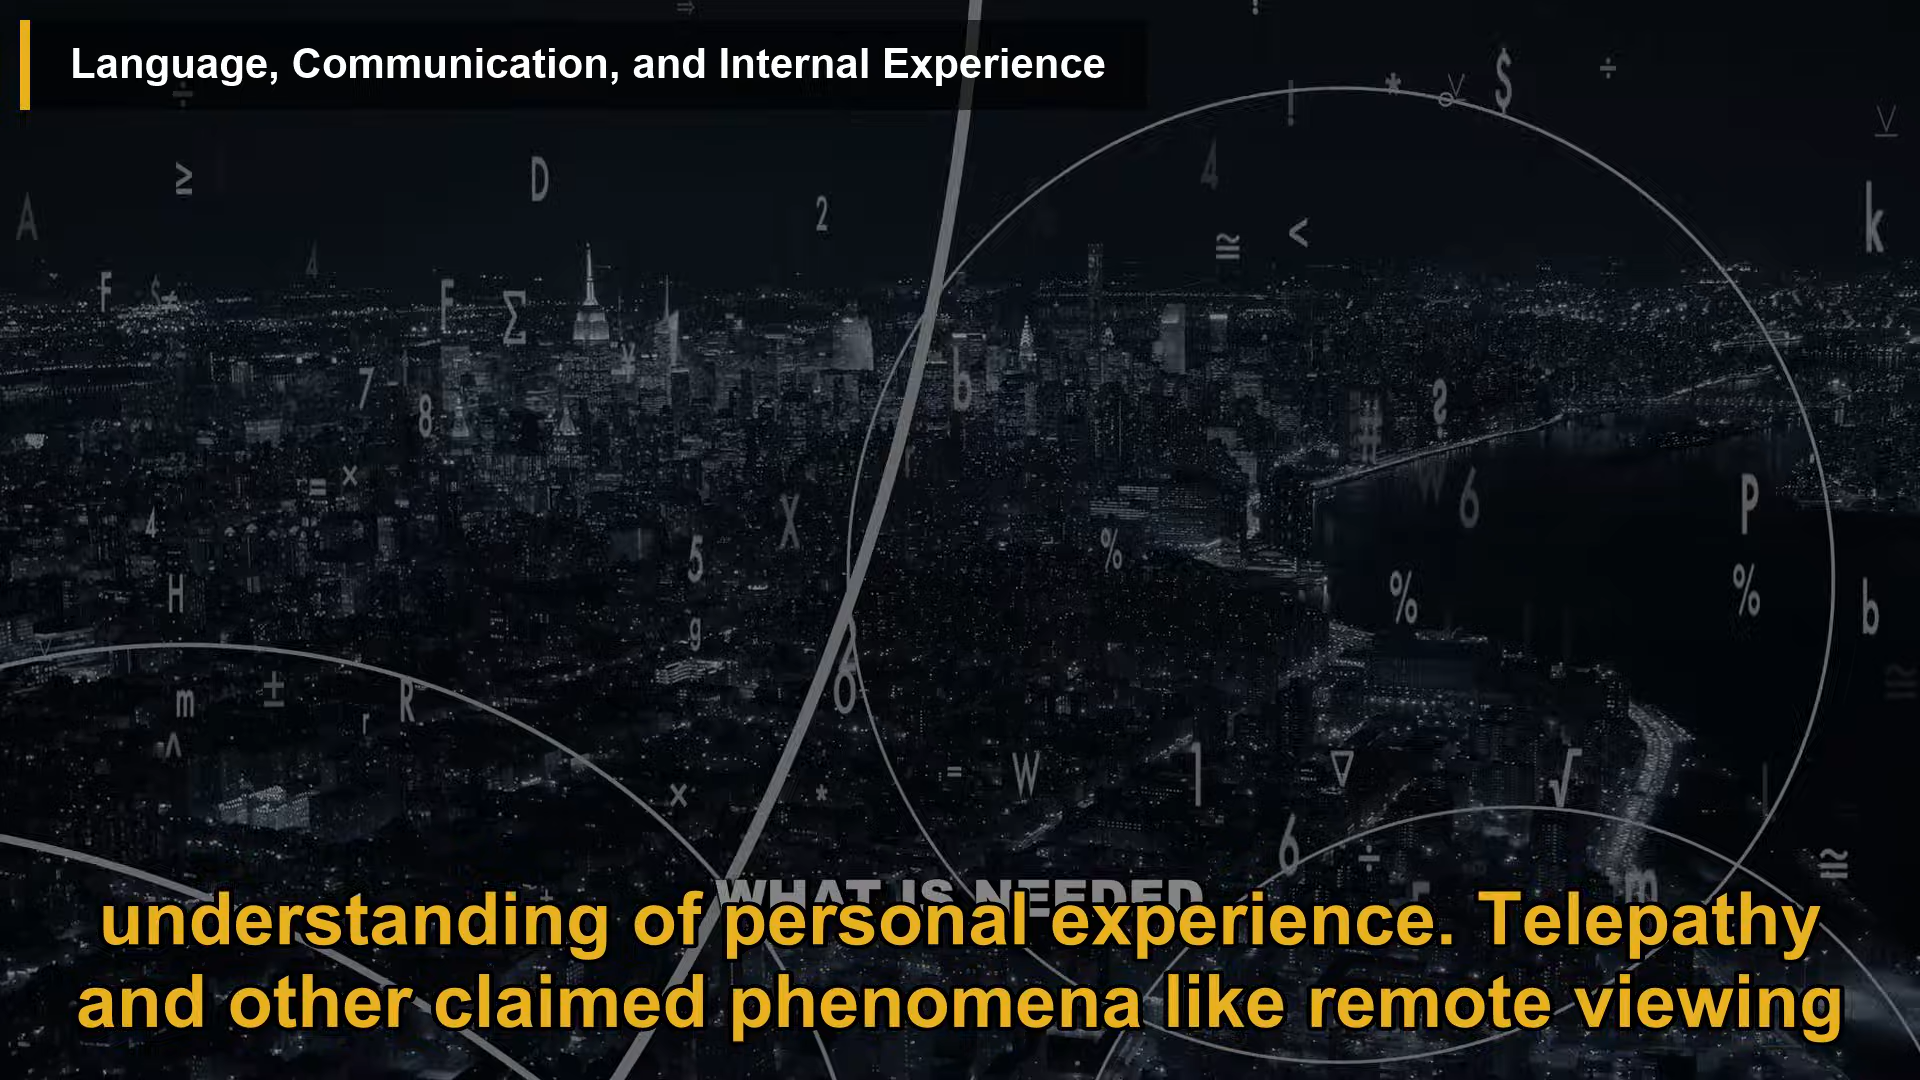 Language, Communication, and Internal Experience
WHAT IS NEEDED
understanding of personal experience. Telepathy
and other claimed phenomena like remote viewing